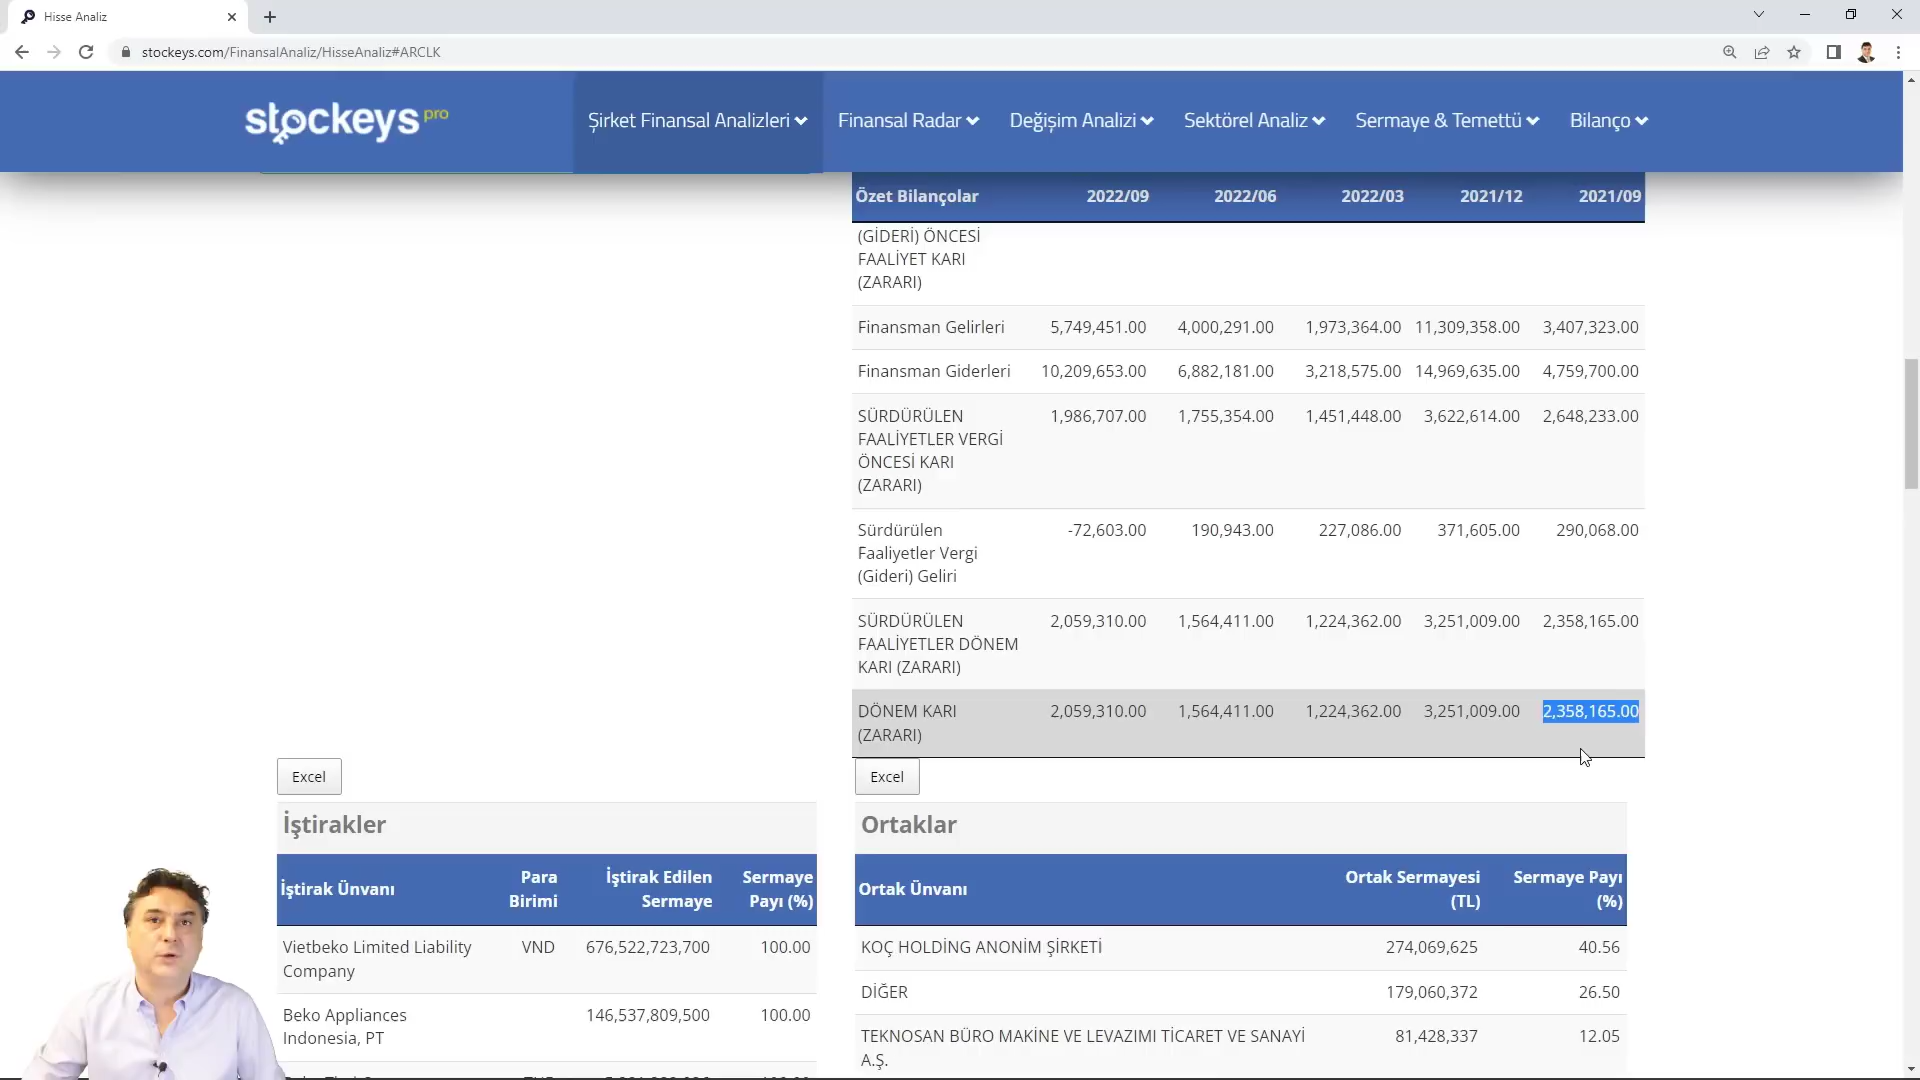 Hisse Analiz
stockeys.com/FinansalAnaliz/HisseAnaliz#ARCLK
stockeys pro
Şirket Finansal Analizleri
Finansal Radar
Değişim Analizi
Sektörel Analiz
Sermaye & Temettü
Bilanço
Özet Bilançolar 2022/09 2022/06 2022/03 2021/12 2021/09
(GİDERİ) ÖNCESİ
FAALİYET KARI
(ZARARI)
Finansman Gelirleri 5,749,451.00 4,000,291.00 1,973,364.00 11,309,358.00 3,407,323.00
Finansman Giderleri 10,209,653.00 6,882,181.00 3,218,575.00 14,969,635.00 4,759,700.00
SÜRDÜRÜLEN 1,986,707.00 1,755,354.00 1,451,448.00 3,622,614.00 2,648,233.00
FAALİYETLER VERGİ
ÖNCESİ KARI
(ZARARI)
Sürdürülen -72,603.00 190,943.00 227,086.00 371,605.00 290,068.00
Faaliyetler Vergi
(Gideri) Geliri
SÜRDÜRÜLEN 2,059,310.00 1,564,411.00 1,224,362.00 3,251,009.00 2,358,165.00
FAALİYETLER DÖNEM
KARI (ZARARI)
DÖNEM KARI 2,059,310.00 1,564,411.00 1,224,362.00 3,251,009.00 2,358,165.00
(ZARARI)
Excel
Excel
İştirakler
İştirak Ünvanı
Para
Birimi
İştirak Edilen
Sermaye
Sermaye
Payı (%)
Vietbeko Limited Liability VND 676,522,723,700 100.00
Company
Beko Appliances 146,537,809,500 100.00
Indonesia, PT
Ortaklar
Ortak Ünvanı
Ortak Sermayesi
(TL)
Sermaye Payı
(%)
KOÇ HOLDİNG ANONİM ŞİRKETİ 274,069,625 40.56
DİĞER 179,060,372 26.50
TEKNOSAN BÜRO MAKİNE VE LEVAZIMI TİCARET VE SANAYİ 81,428,337 12.05
A.Ş.